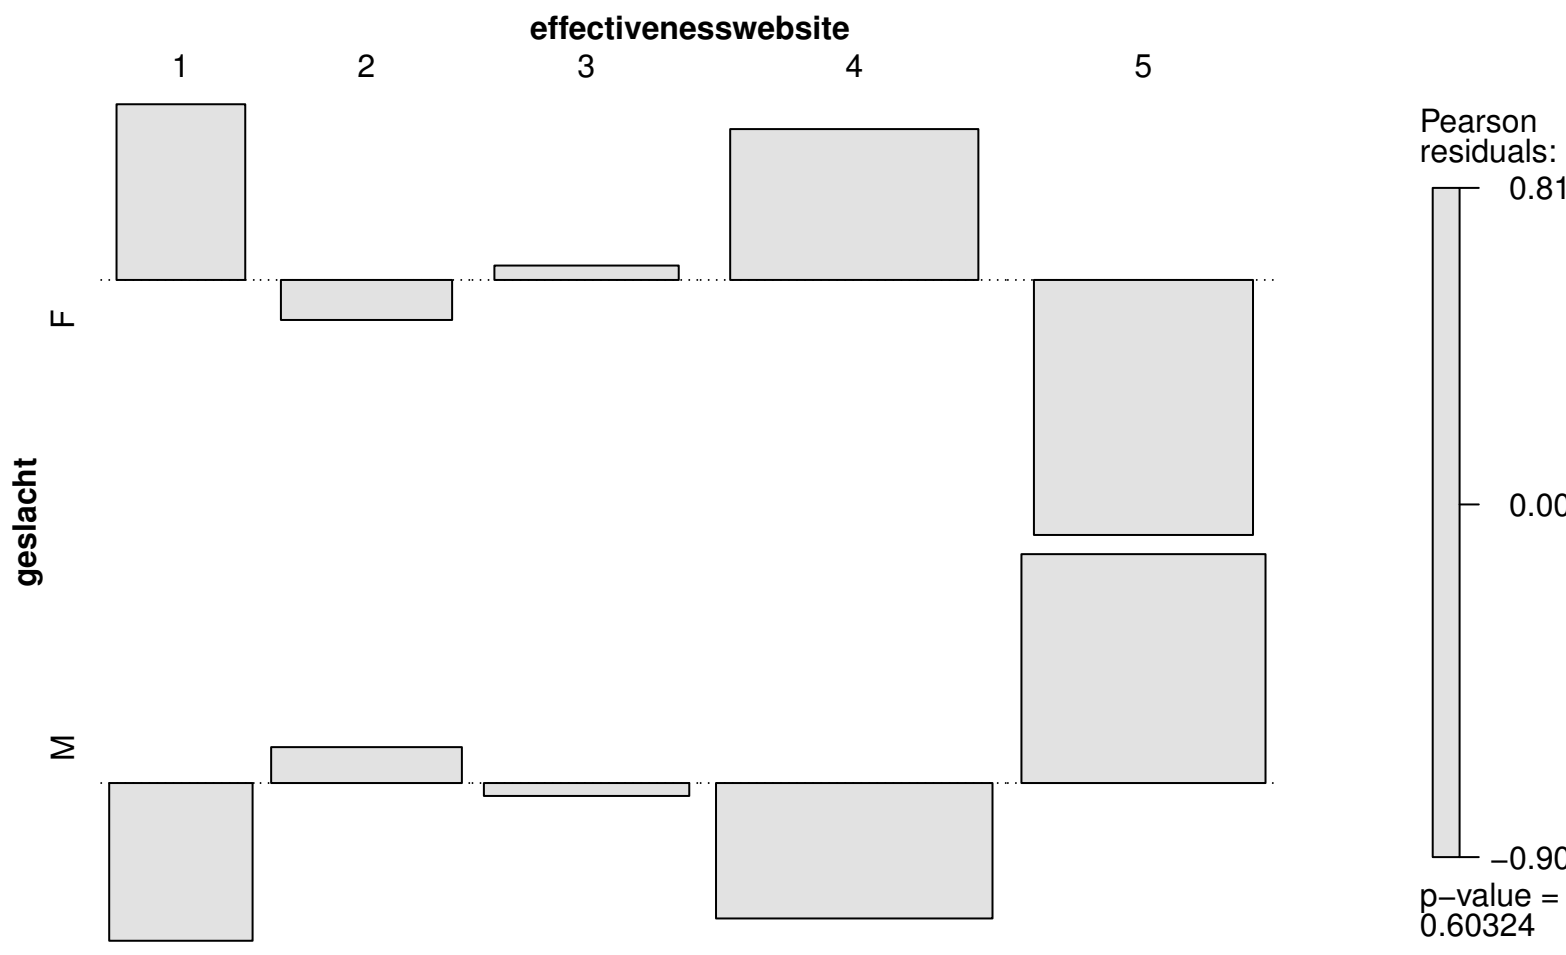 effectivenesswebsite
1 2 3 4 5
F
geslacht
M
Pearson
residuals:
0.81
0.00
−0.90
p−value =
0.60324